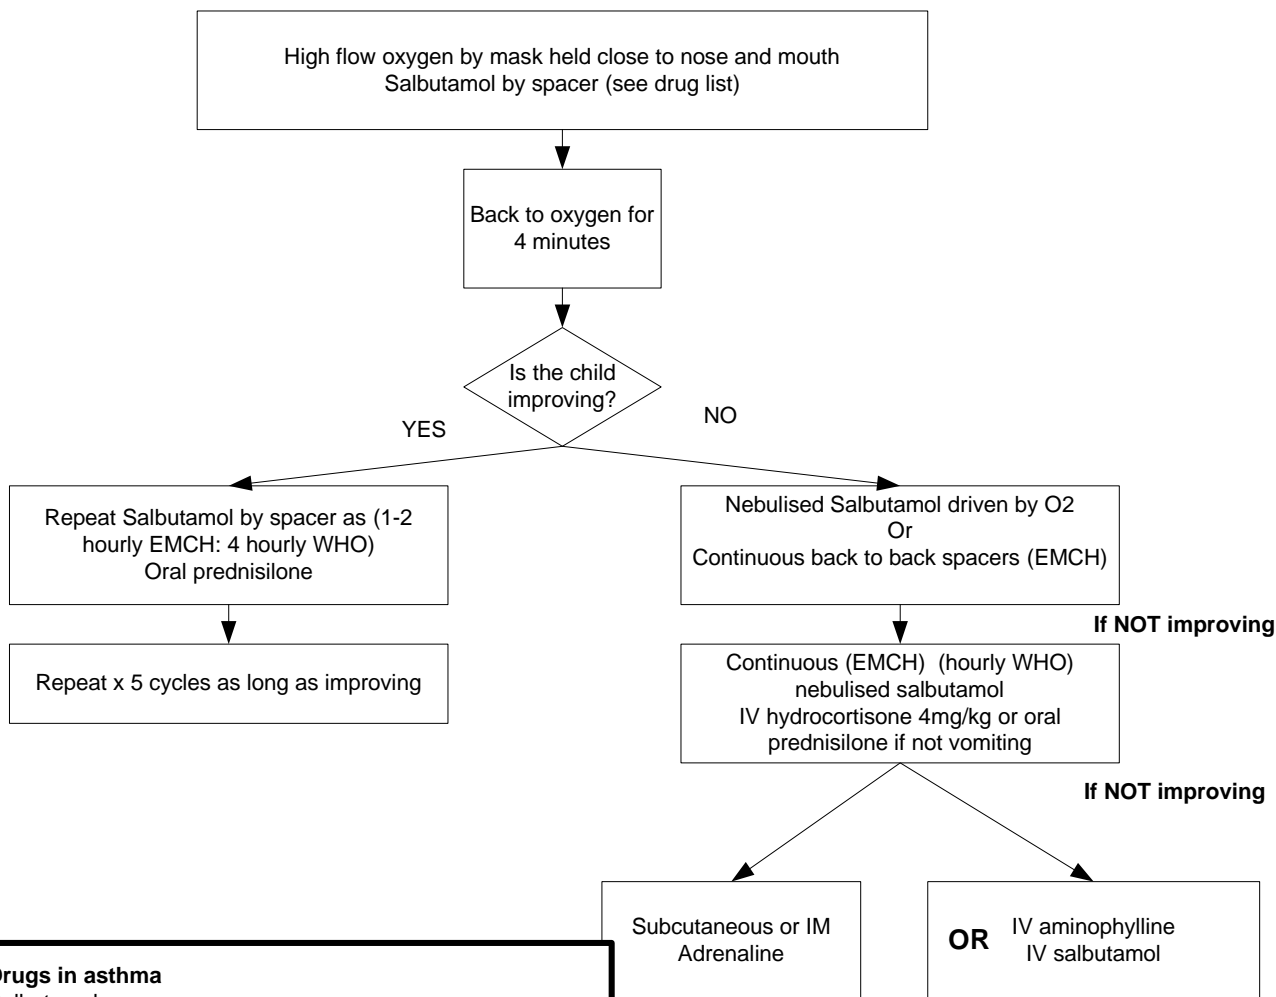 High flow oxygen by mask held close to nose and mouth
Salbutamol by spacer (see drug list)
Back to oxygen for
4 minutes
Is the child
improving?
YES
NO
Repeat Salbutamol by spacer as (1-2
hourly EMCH: 4 hourly WHO)
Oral prednisilone
Nebulised Salbutamol driven by O2
Or
Continuous back to back spacers (EMCH)
If NOT improving
Repeat x 5 cycles as long as improving
Continuous (EMCH)  (hourly WHO)
nebulised salbutamol
IV hydrocortisone 4mg/kg or oral
prednisilone if not vomiting
If NOT improving
Subcutaneous or IM
Adrenaline
OR
IV aminophylline
IV salbutamol
Drugs in asthma